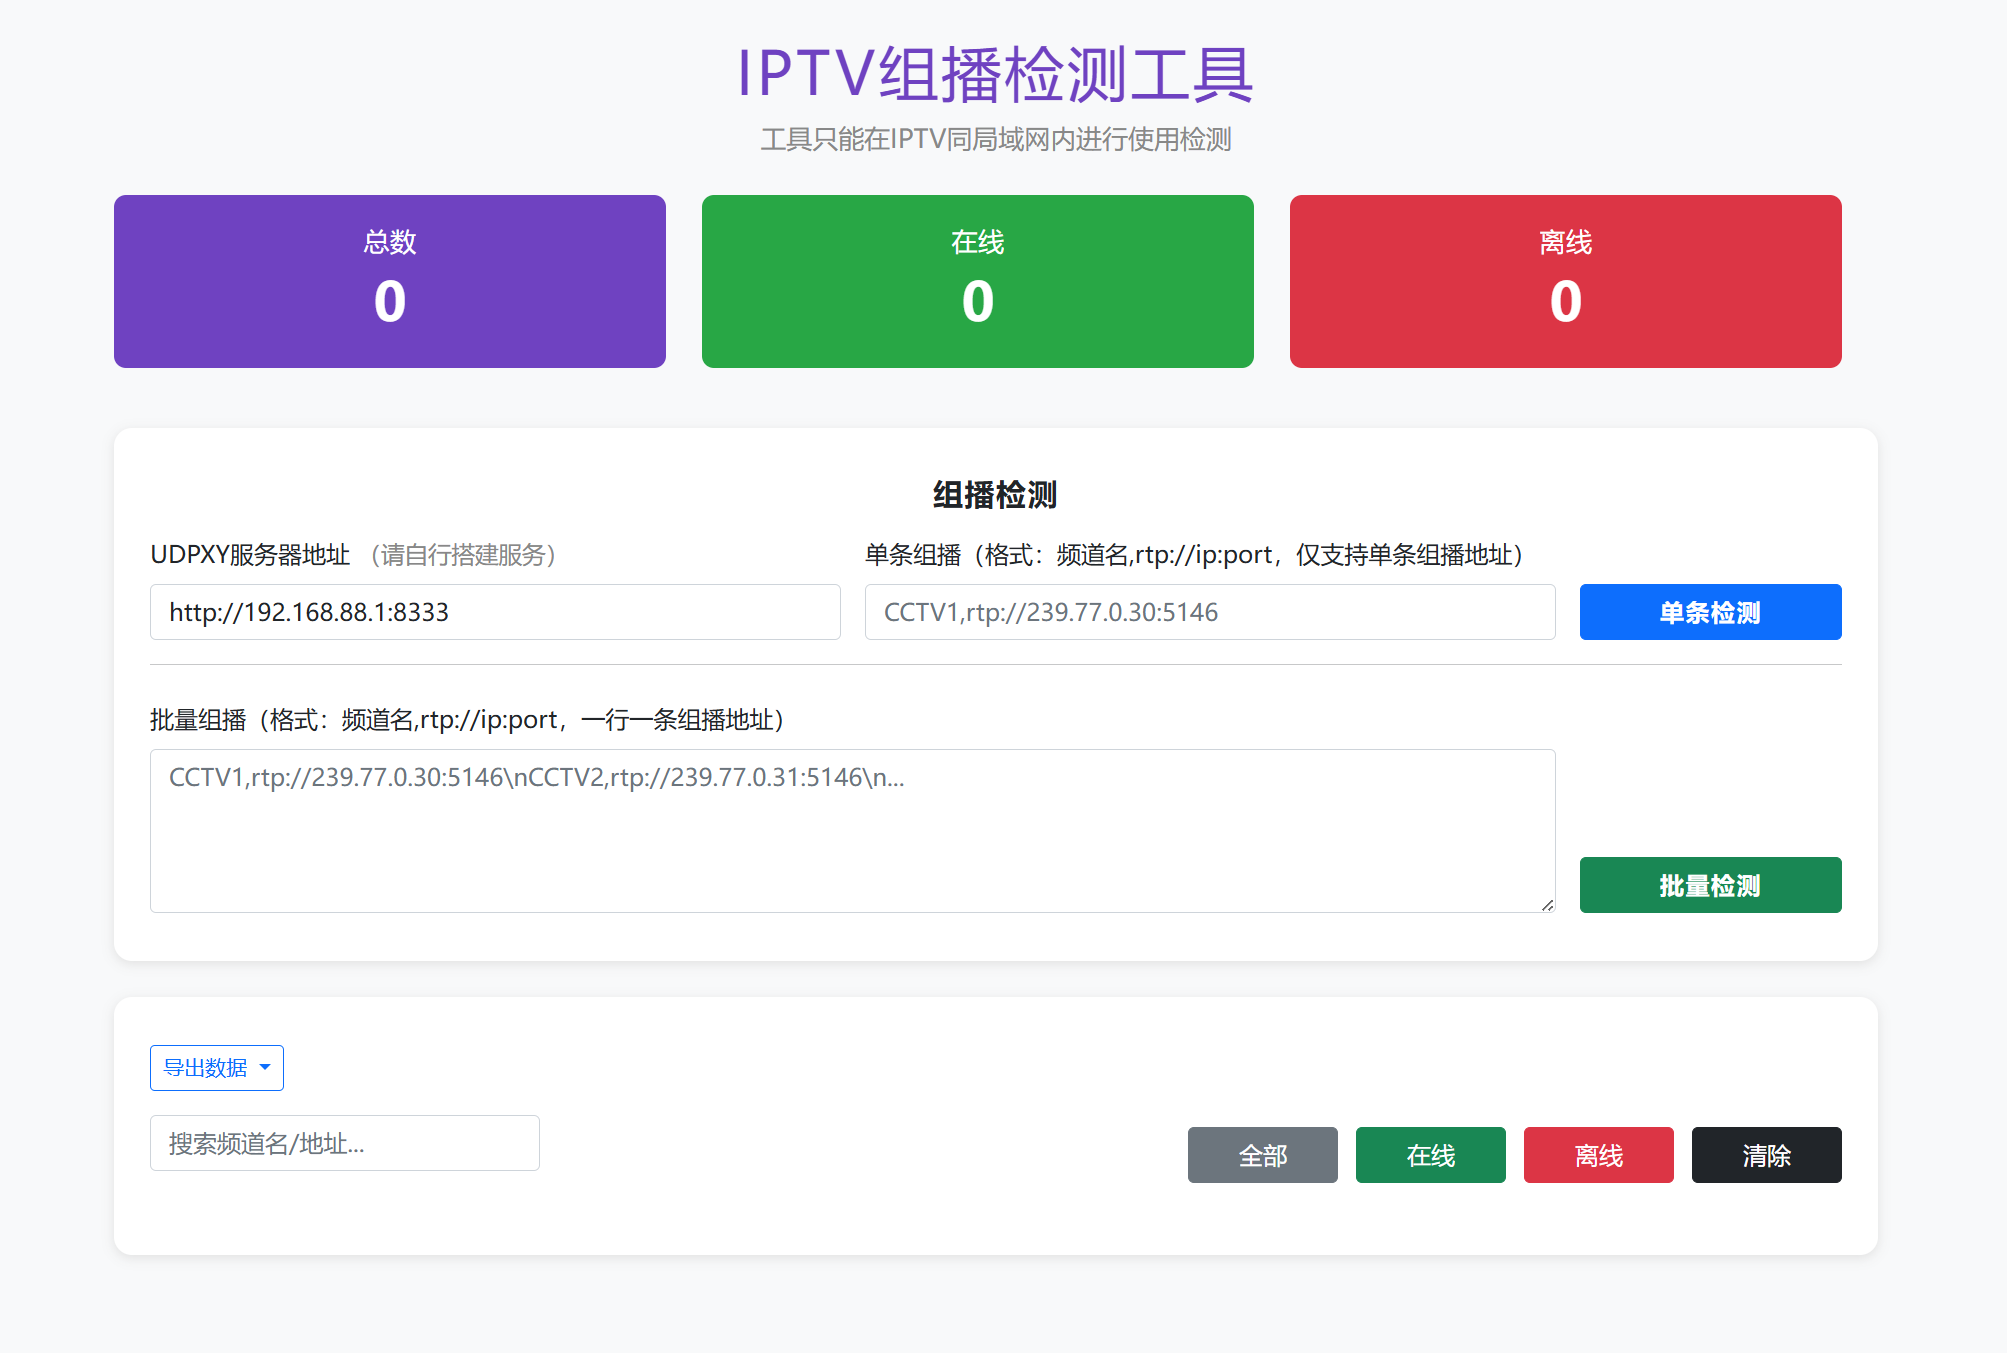 IPTV组播检测工具
工具只能在IPTV同局域网内进行使用检测
总数
0
在线
0
离线
0
组播检测
UDPXY服务器地址 （请自行搭建服务）
http://192.168.88.1:8333
单条组播（格式：频道名,rtp://ip:port，仅支持单条组播地址）
CCTV1,rtp://239.77.0.30:5146
单条检测
批量组播（格式：频道名,rtp://ip:port，一行一条组播地址）
CCTV1,rtp://239.77.0.30:5146\nCCTV2,rtp://239.77.0.31:5146\n...
批量检测
导出数据
搜索频道名/地址...
全部
在线
离线
清除